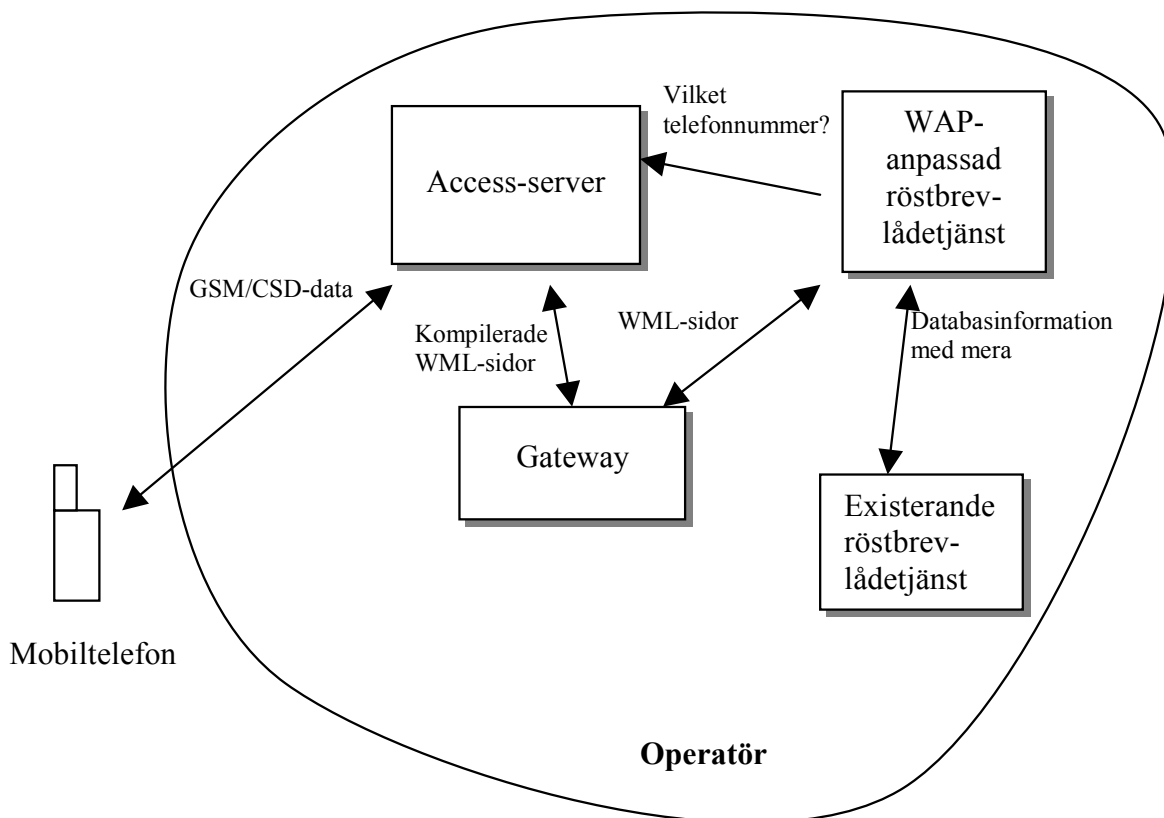 Vilket
telefonnummer?
WAP-
anpassad
röstbrev-
lådetjänst
Access-server
GSM/CSD-data
Kompilerade
WML-sidor
WML-sidor
Databasinformation
med mera
Gateway
Existerande
röstbrev-
lådetjänst
Mobiltelefon
Operatör